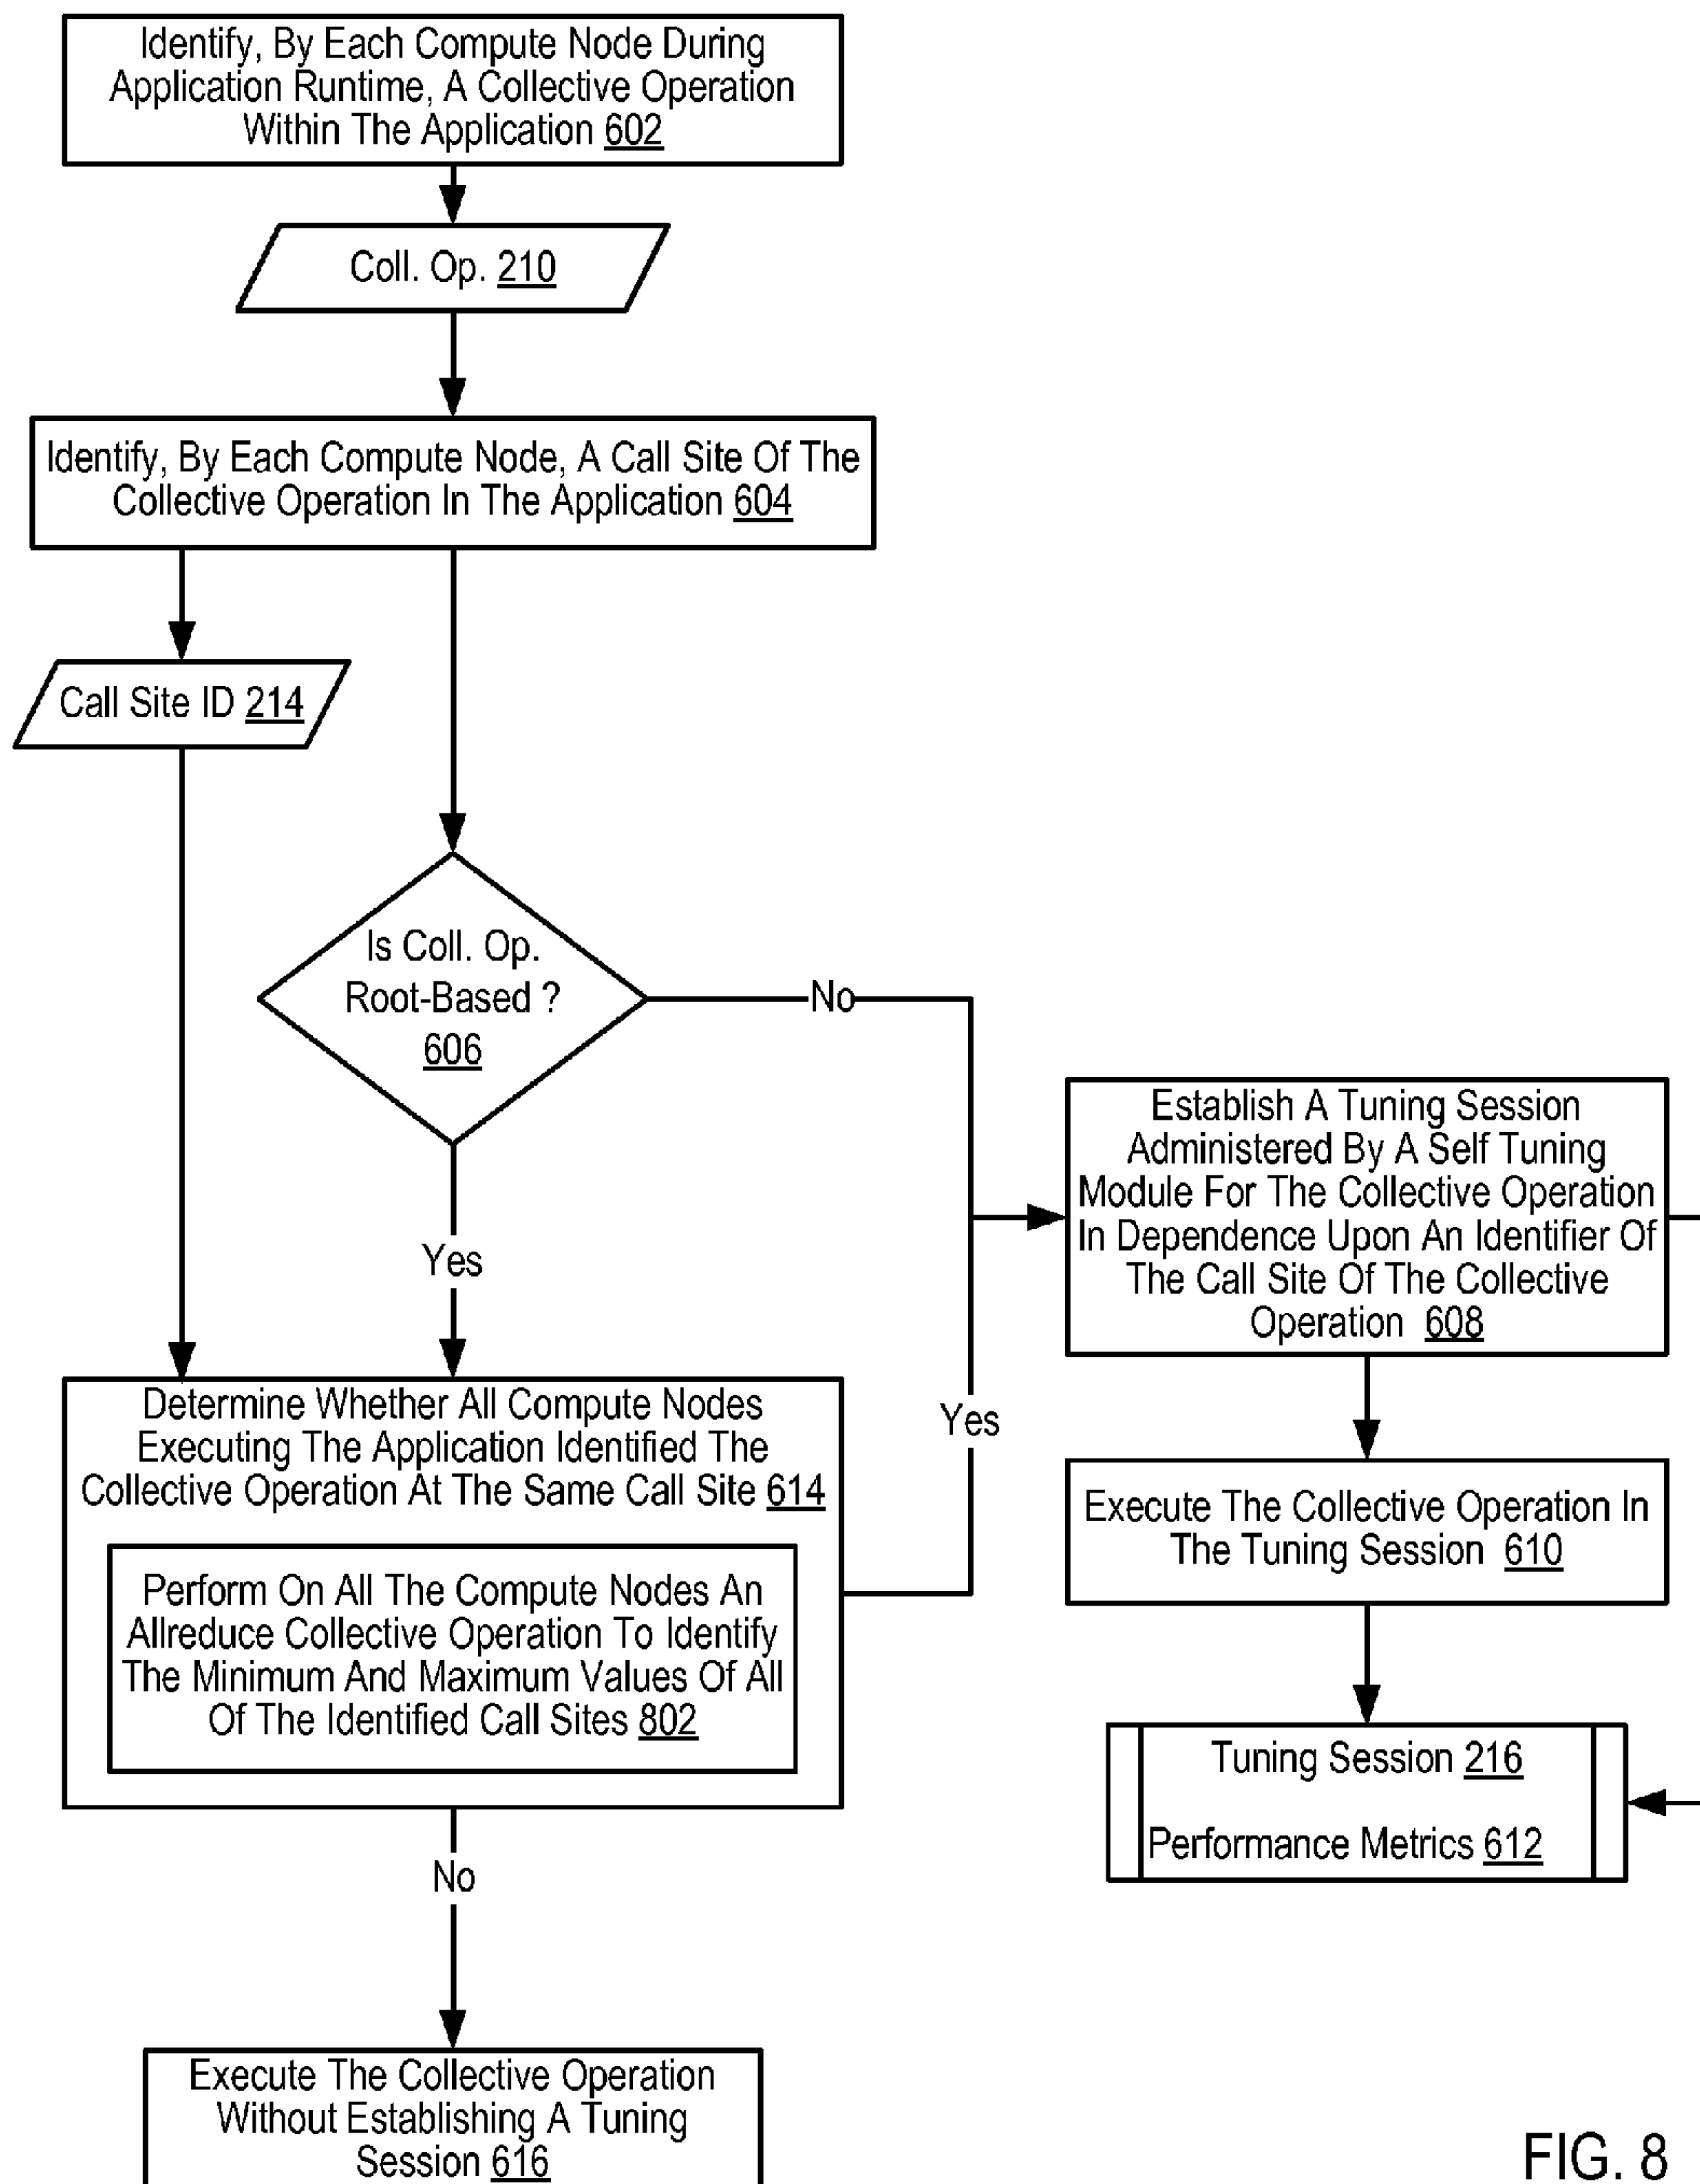 Identify, By Each Compute Node During
Application Runtime, A Collective Operation
Within The Application 602
Coll. Op. 210
Identify, By Each Compute Node, A Call Site Of The
Collective Operation In The Application 604
Call Site ID 214
Is Coll. Op.
Root-Based ?
606
No
Yes
Determine Whether All Compute Nodes
Executing The Application Identified The
Collective Operation At The Same Call Site 614
Perform On All The Compute Nodes An
Allreduce Collective Operation To Identify
The Minimum And Maximum Values Of All
Of The Identified Call Sites 802
Yes
No
Execute The Collective Operation
Without Establishing A Tuning
Session 616
Establish A Tuning Session
Administered By A Self Tuning
Module For The Collective Operation
In Dependence Upon An Identifier Of
The Call Site Of The Collective
Operation 608
Execute The Collective Operation In
The Tuning Session 610
Tuning Session 216
Performance Metrics 612
FIG. 8